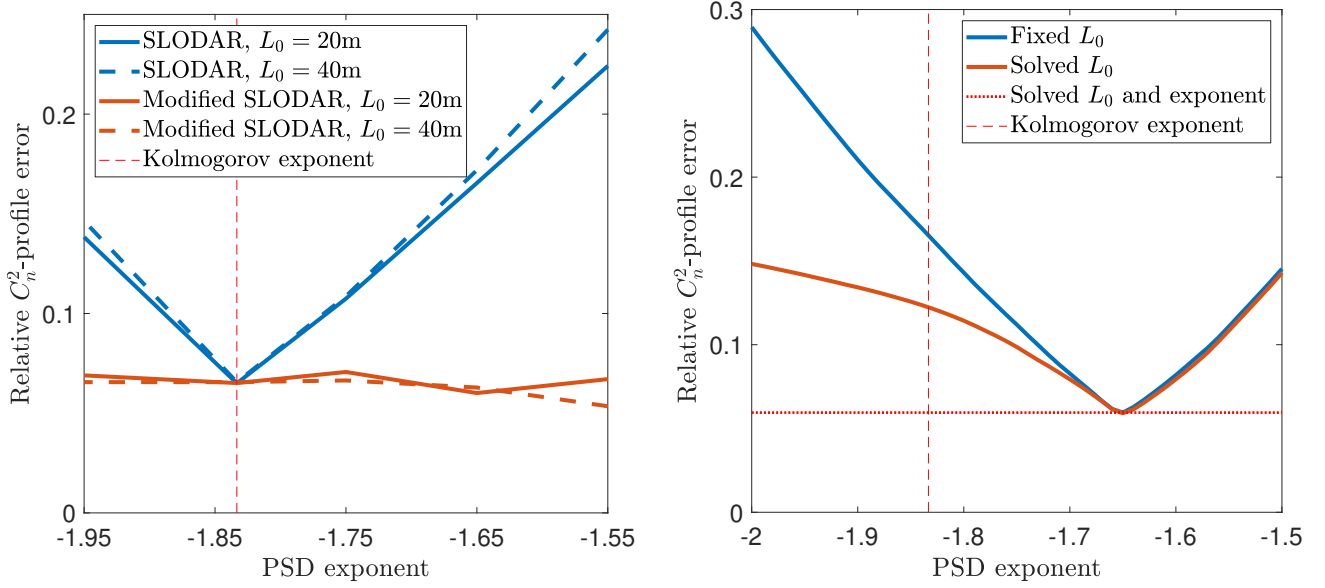 SLODAR, L₀ = 20m
SLODAR, L₀ = 40m
Modified SLODAR, L₀ = 20m
Modified SLODAR, L₀ = 40m
Kolmogorov exponent
0.2
0.1
0
-1.95
-1.85
-1.75
-1.65
-1.55
PSD exponent
Relative Cₙ²-profile error
Fixed L₀
Solved L₀
Solved L₀ and exponent
Kolmogorov exponent
0.3
0.2
0.1
0
-2
-1.9
-1.8
-1.7
-1.6
-1.5
PSD exponent
Relative Cₙ²-profile error